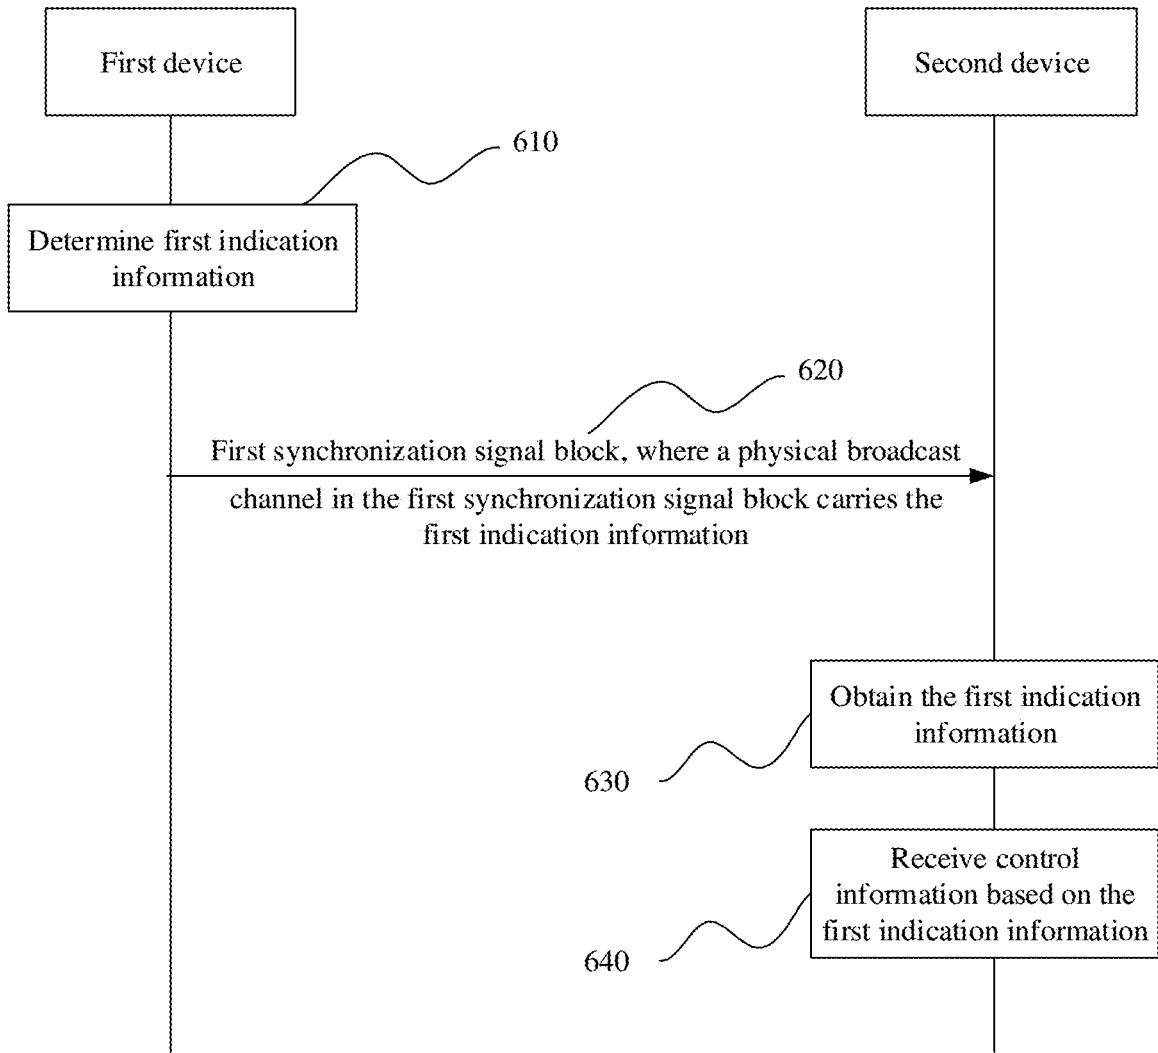 First device
Second device
610
Determine first indication
information
620
First synchronization signal block, where a physical broadcast
channel in the first synchronization signal block carries the
first indication information
Obtain the first indication
information
630
Receive control
information based on the
first indication information
640